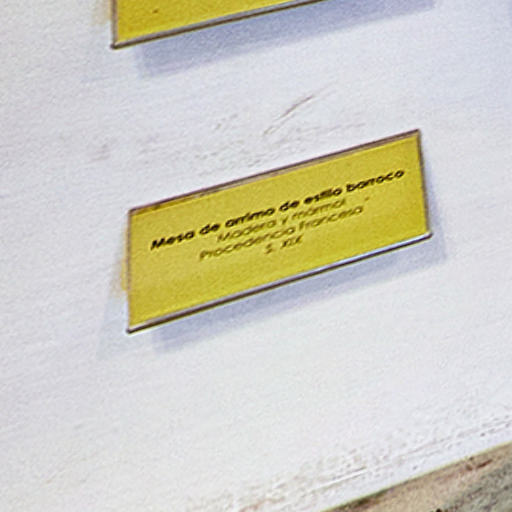 Mesa de arrimo de estilo barroco
Madera y mármol
Procedencia Francesa
S. XIX